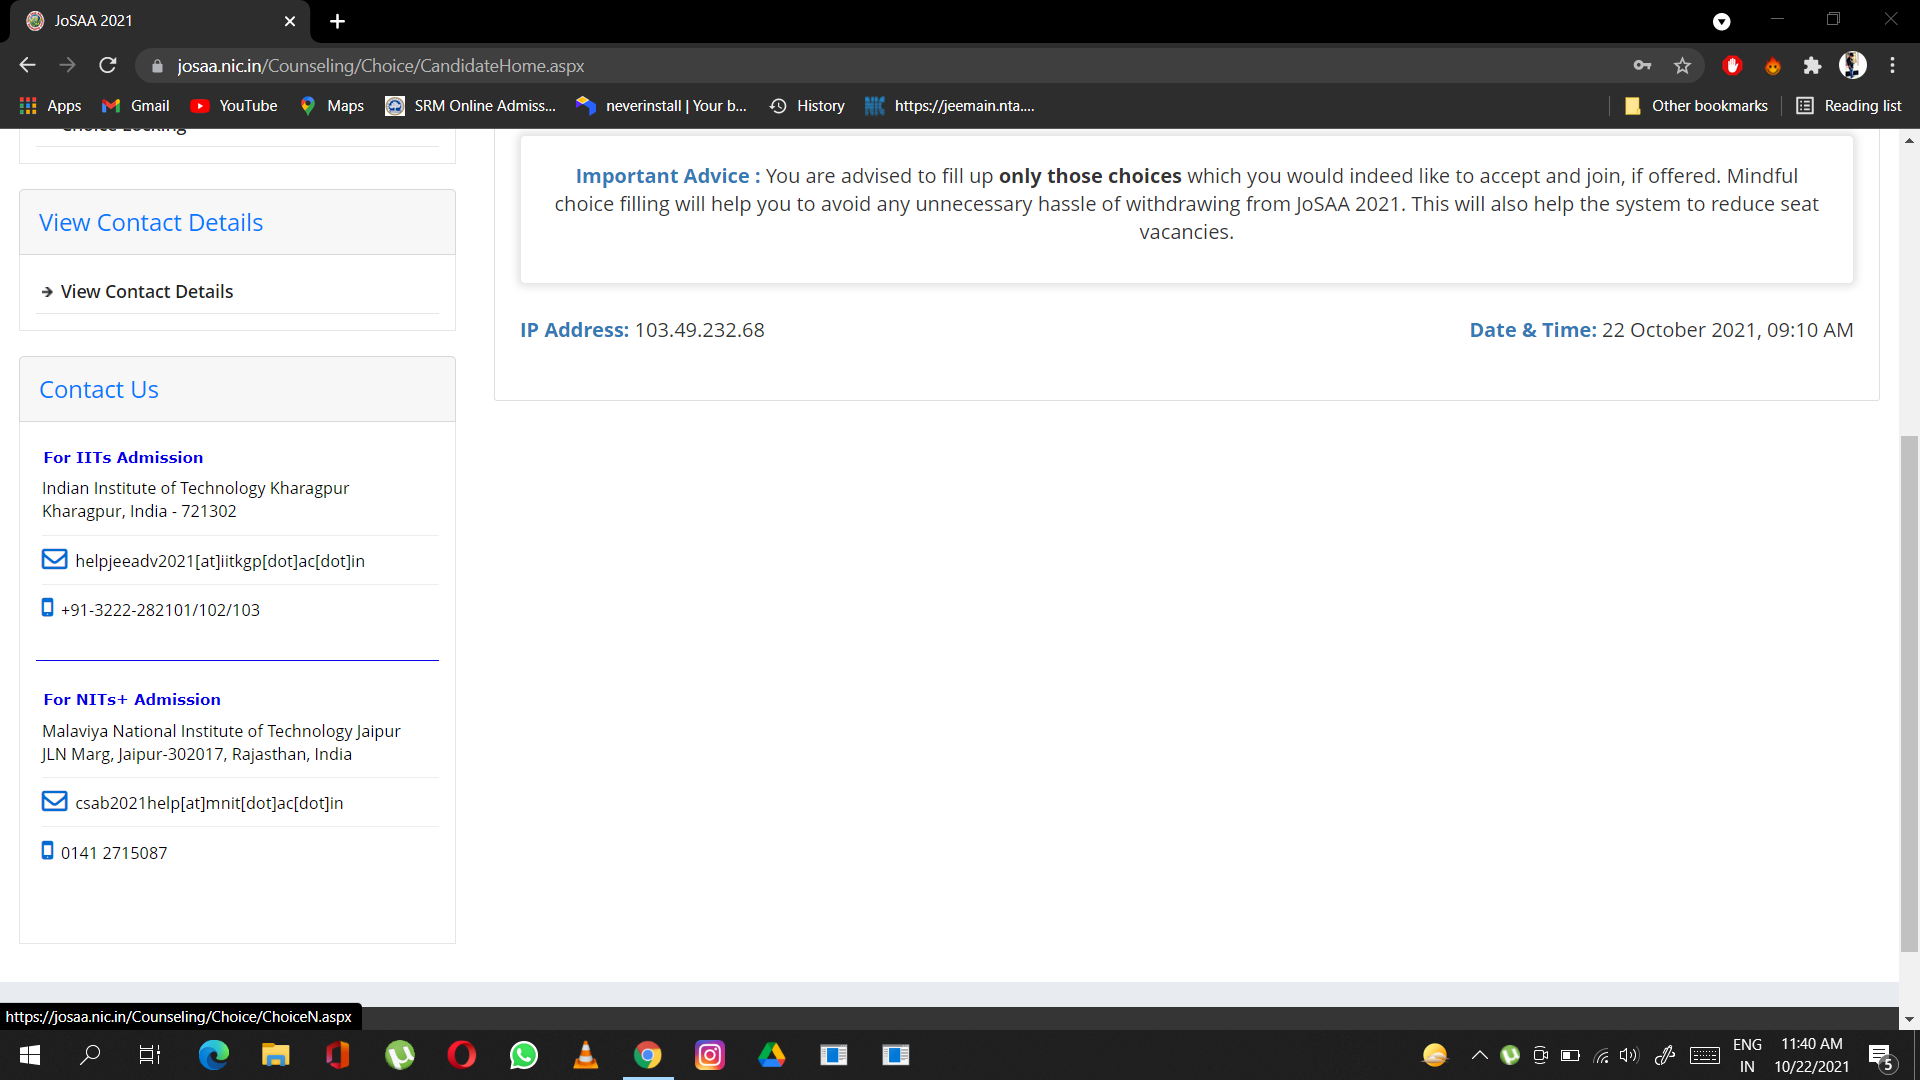 JoSAA 2021
josaa.nic.in/Counseling/Choice/CandidateHome.aspx
Apps
Gmail
YouTube
Maps
SRM Online Admiss...
neverinstall | Your b...
History
NIC
https://jeemain.nta....
Other bookmarks
Reading list
Choice Locking
View Contact Details
View Contact Details
Contact Us
For IITs Admission
Indian Institute of Technology Kharagpur
Kharagpur, India - 721302
helpjeeadv2021[at]iitkgp[dot]ac[dot]in
+91-3222-282101/102/103
For NITs+ Admission
Malaviya National Institute of Technology Jaipur
JLN Marg, Jaipur-302017, Rajasthan, India
csab2021help[at]mnit[dot]ac[dot]in
0141 2715087
Important Advice : You are advised to fill up only those choices which you would indeed like to accept and join, if offered. Mindful
choice filling will help you to avoid any unnecessary hassle of withdrawing from JoSAA 2021. This will also help the system to reduce seat
vacancies.
IP Address: 103.49.232.68
Date & Time: 22 October 2021, 09:10 AM
https://josaa.nic.in/Counseling/Choice/ChoiceN.aspx
ENG
IN
11:40 AM
10/22/2021
5